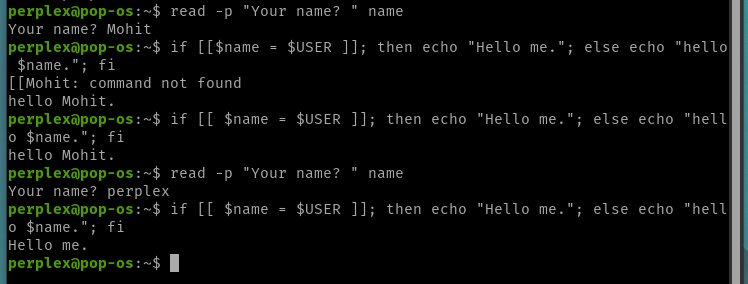 perplex@pop-os:~$ read -p "Your name? " name
Your name? Mohit
perplex@pop-os:~$ if [[$name = $USER ]]; then echo "Hello me."; else echo "hello
 $name."; fi
[[Mohit: command not found
hello Mohit.
perplex@pop-os:~$ if [[ $name = $USER ]]; then echo "Hello me."; else echo "hell
o $name."; fi
hello Mohit.
perplex@pop-os:~$ read -p "Your name? " name
Your name? perplex
perplex@pop-os:~$ if [[ $name = $USER ]]; then echo "Hello me."; else echo "hell
o $name."; fi
Hello me.
perplex@pop-os:~$